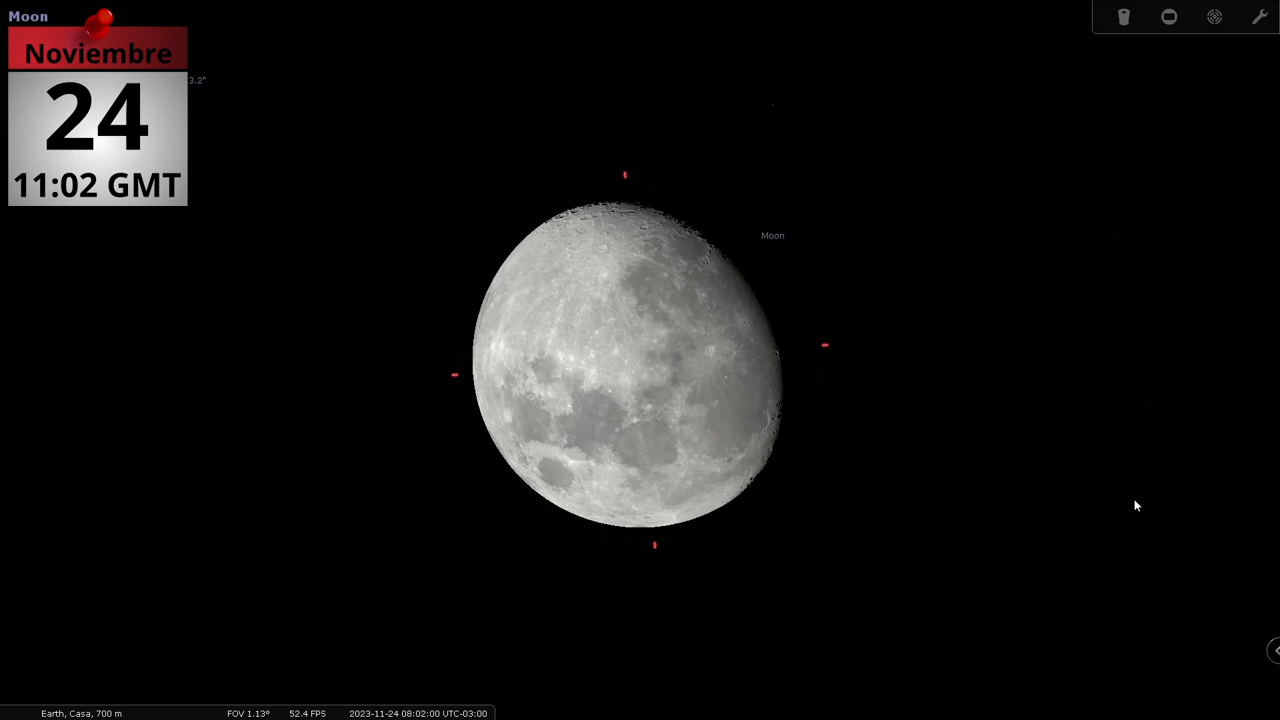 Moon
Noviembre
3.2"
24
11:02 GMT
Moon
Earth, Casa, 700 m
FOV 1.13°
52.4 FPS
2023-11-24 08:02:00 UTC-03:00